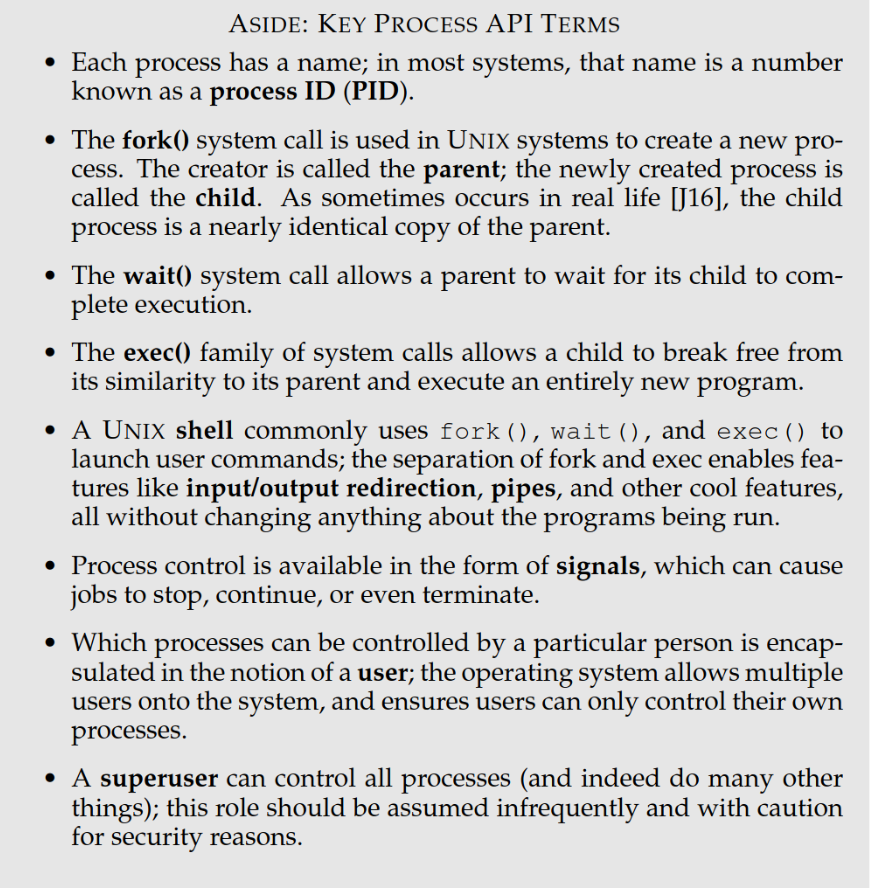 ASIDE: KEY PROCESS API TERMS
• Each process has a name; in most systems, that name is a number
known as a process ID (PID).
• The fork() system call is used in UNIX systems to create a new pro-
cess. The creator is called the parent; the newly created process is
called the child. As sometimes occurs in real life [J16], the child
process is a nearly identical copy of the parent.
• The wait() system call allows a parent to wait for its child to com-
plete execution.
• The exec() family of system calls allows a child to break free from
its similarity to its parent and execute an entirely new program.
• A UNIX shell commonly uses fork(), wait(), and exec() to
launch user commands; the separation of fork and exec enables fea-
tures like input/output redirection, pipes, and other cool features,
all without changing anything about the programs being run.
• Process control is available in the form of signals, which can cause
jobs to stop, continue, or even terminate.
• Which processes can be controlled by a particular person is encap-
sulated in the notion of a user; the operating system allows multiple
users onto the system, and ensures users can only control their own
processes.
• A superuser can control all processes (and indeed do many other
things); this role should be assumed infrequently and with caution
for security reasons.